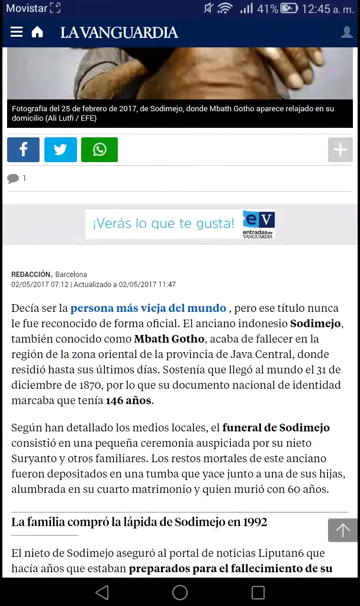 Movistar 41% 12:45 a. m.
LAVANGUARDIA
Fotografía del 25 de febrero de 2017, de Sodimejo, donde Mbath Gotho aparece relajado en su
domicilio (Ali Lutfi / EFE)
1
¡Verás lo que te gusta! eV
entradasde
VANGUARDIA
REDACCIÓN, Barcelona
02/05/2017 07:12 | Actualizado a 02/05/2017 11:47
Decía ser la persona más vieja del mundo , pero ese título nunca
le fue reconocido de forma oficial. El anciano indonesio Sodimejo,
también conocido como Mbath Gotho, acaba de fallecer en la
región de la zona oriental de la provincia de Java Central, donde
residió hasta sus últimos días. Sostenía que llegó al mundo el 31 de
diciembre de 1870, por lo que su documento nacional de identidad
marcaba que tenía 146 años.
Según han detallado los medios locales, el funeral de Sodimejo
consistió en una pequeña ceremonia auspiciada por su nieto
Suryanto y otros familiares. Los restos mortales de este anciano
fueron depositados en una tumba que yace junto a una de sus hijas,
alumbrada en su cuarto matrimonio y quien murió con 60 años.
La familia compró la lápida de Sodimejo en 1992
El nieto de Sodimejo aseguró al portal de noticias Liputan6 que
hacía años que estaban preparados para el fallecimiento de su